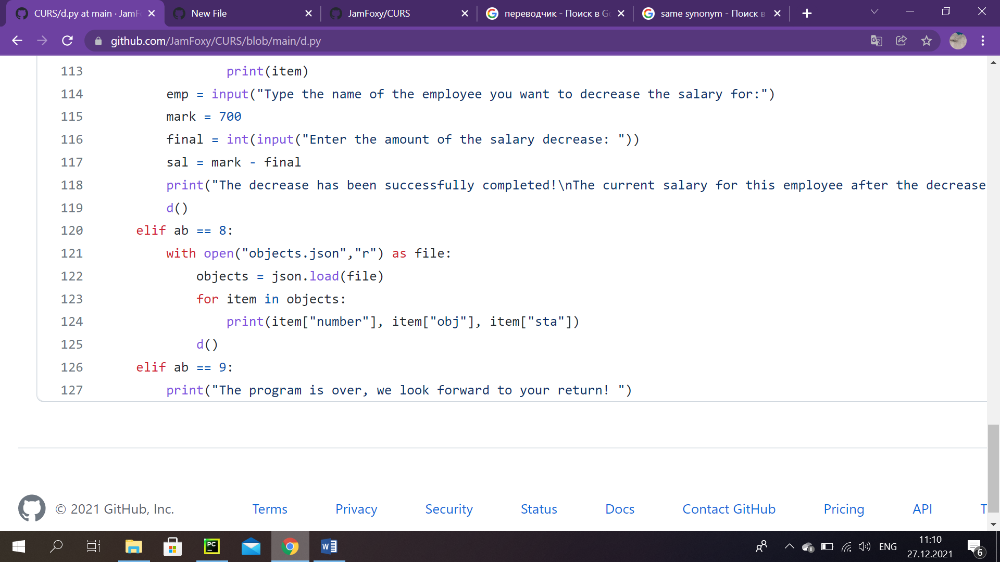 CURS/d.py at main · JamF
New File
JamFoxy/CURS
переводчик - Поиск в Go
same synonym - Поиск в
github.com/JamFoxy/CURS/blob/main/d.py
113 print(item)
114 emp = input("Type the name of the employee you want to decrease the salary for:")
115 mark = 700
116 final = int(input("Enter the amount of the salary decrease: "))
117 sal = mark - final
118 print("The decrease has been successfully completed!\nThe current salary for this employee after the decrease
119 d()
120 elif ab == 8:
121 with open("objects.json","r") as file:
122 objects = json.load(file)
123 for item in objects:
124 print(item["number"], item["obj"], item["sta"])
125 d()
126 elif ab == 9:
127 print("The program is over, we look forward to your return! ")
© 2021 GitHub, Inc. Terms Privacy Security Status Docs Contact GitHub Pricing API T
PC
W
ENG
11:10
27.12.2021
6